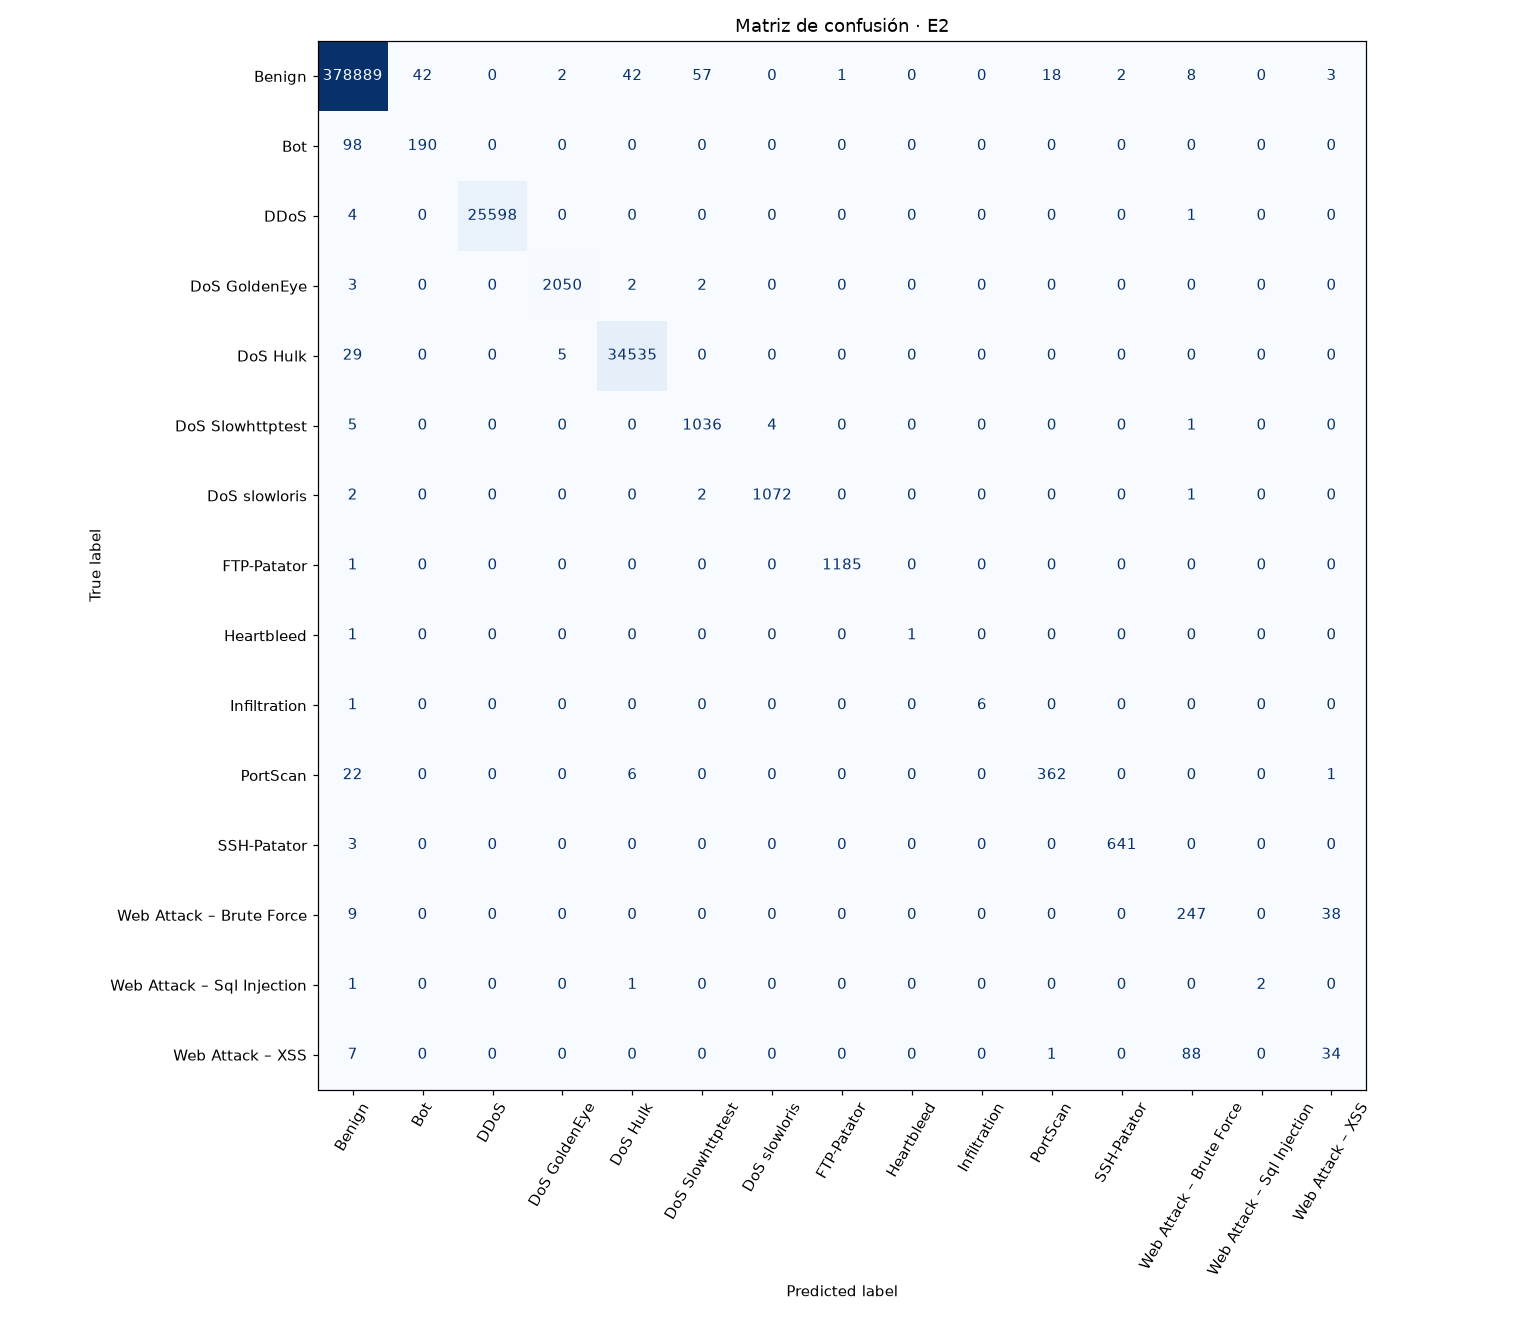 Matriz de confusión · E2
True label
Benign 378889 42 0 2 42 57 0 1 0 0 18 2 8 0 3
Bot 98 190 0 0 0 0 0 0 0 0 0 0 0 0 0
DDoS 4 0 25598 0 0 0 0 0 0 0 0 0 1 0 0
DoS GoldenEye 3 0 0 2050 2 2 0 0 0 0 0 0 0 0 0
DoS Hulk 29 0 0 5 34535 0 0 0 0 0 0 0 0 0 0
DoS Slowhttptest 5 0 0 0 0 1036 4 0 0 0 0 0 1 0 0
DoS slowloris 2 0 0 0 0 2 1072 0 0 0 0 0 1 0 0
FTP-Patator 1 0 0 0 0 0 0 1185 0 0 0 0 0 0 0
Heartbleed 1 0 0 0 0 0 0 0 1 0 0 0 0 0 0
Infiltration 1 0 0 0 0 0 0 0 0 6 0 0 0 0 0
PortScan 22 0 0 0 6 0 0 0 0 0 362 0 0 0 1
SSH-Patator 3 0 0 0 0 0 0 0 0 0 0 641 0 0 0
Web Attack – Brute Force 9 0 0 0 0 0 0 0 0 0 0 0 247 0 38
Web Attack – Sql Injection 1 0 0 0 1 0 0 0 0 0 0 0 0 2 0
Web Attack – XSS 7 0 0 0 0 0 0 0 0 0 1 0 88 0 34
Benign
Bot
DDoS
DoS GoldenEye
DoS Hulk
DoS Slowhttptest
DoS slowloris
FTP-Patator
Heartbleed
Infiltration
PortScan
SSH-Patator
Web Attack – Brute Force
Web Attack – Sql Injection
Web Attack – XSS
Predicted label